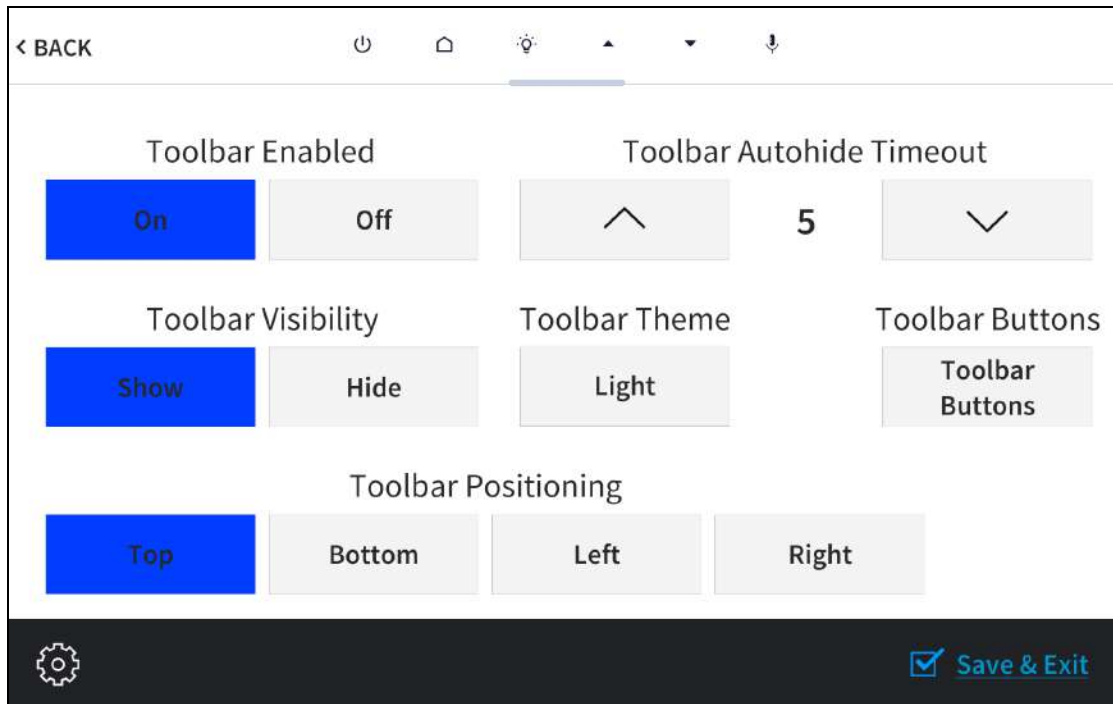 < BACK
Toolbar Enabled
Toolbar Autohide Timeout
On
Off
5
Toolbar Visibility
Toolbar Theme
Toolbar Buttons
Show
Hide
Light
Toolbar
Buttons
Toolbar Positioning
Top
Bottom
Left
Right
Save & Exit